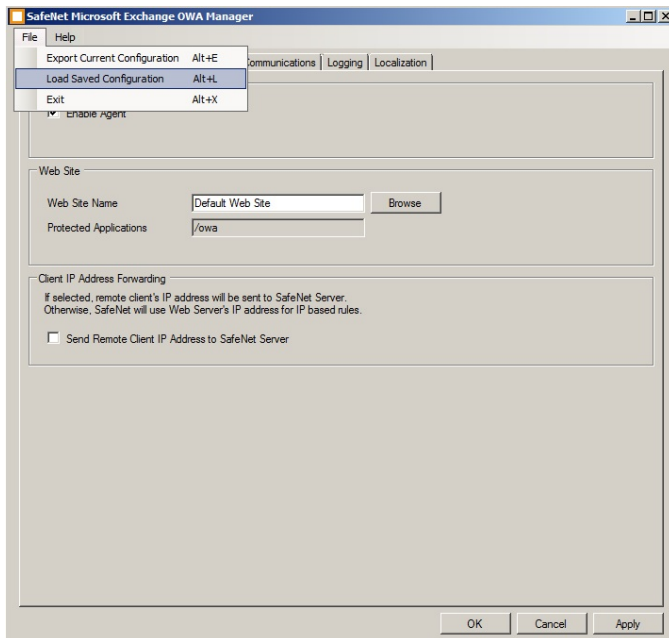 SafeNet Microsoft Exchange OWA Manager
File Help
Export Current Configuration Alt+E
Load Saved Configuration Alt+L
Exit Alt+X
ommunications Logging Localization
Enable Agent
Web Site
Web Site Name Default Web Site Browse
Protected Applications /owa
Client IP Address Forwarding
If selected, remote client's IP address will be sent to SafeNet Server.
Otherwise, SafeNet will use Web Server's IP address for IP based rules.
Send Remote Client IP Address to SafeNet Server
OK Cancel Apply